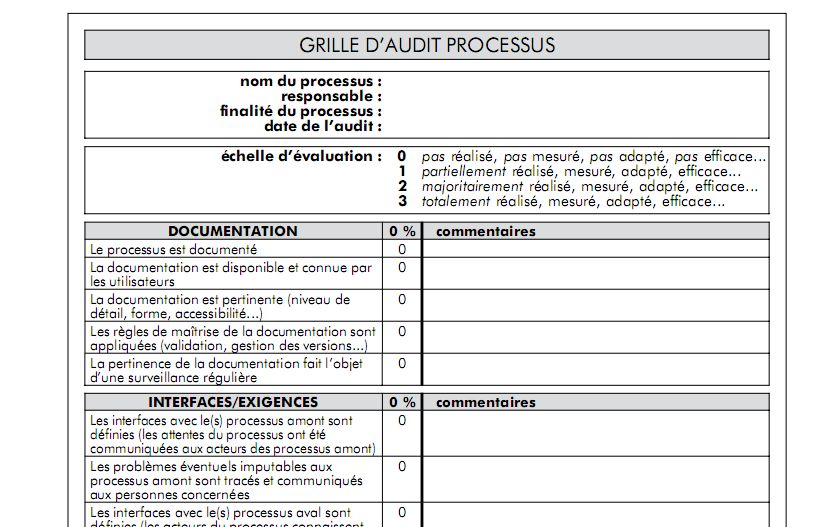 GRILLE D'AUDIT PROCESSUS
nom du processus :
responsable :
finalité du processus :
date de l'audit :
échelle d'évaluation : 0 pas réalisé, pas mesuré, pas adapté, pas efficace...
1 partiellement réalisé, mesuré, adapté, efficace...
2 majoritairement réalisé, mesuré, adapté, efficace...
3 totalement réalisé, mesuré, adapté, efficace...
DOCUMENTATION 0 % commentaires
Le processus est documenté 0
La documentation est disponible et connue par 0
les utilisateurs
La documentation est pertinente (niveau de 0
détail, forme, accessibilité...)
Les règles de maîtrise de la documentation sont 0
appliquées (validation, gestion des versions...)
La pertinence de la documentation fait l'objet 0
d'une surveillance régulière
INTERFACES/EXIGENCES 0 % commentaires
Les interfaces avec le(s) processus amont sont 0
définies (les attentes du processus ont été
communiquées aux acteurs des processus amont)
Les problèmes éventuels imputables aux 0
processus amont sont tracés et communiqués
aux personnes concernées
Les interfaces avec le(s) processus aval sont 0
définies (les acteurs du processus connaissent